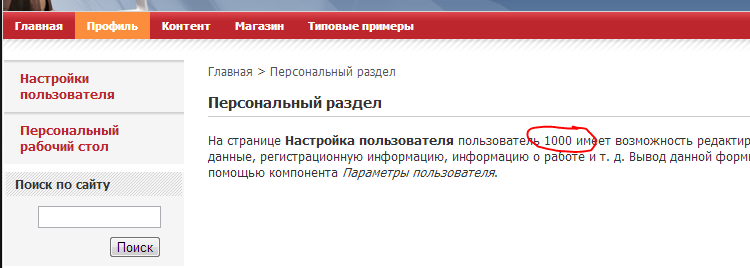 Главная Профиль Контент Магазин Типовые примеры
Настройки
пользователя
Персональный
рабочий стол
Поиск по сайту
Поиск
Главная > Персональный раздел
Персональный раздел
На странице Настройка пользователя пользователь 1000 имеет возможность редактир
данные, регистрационную информацию, информацию о работе и т. д. Вывод данной форм
помощью компонента Параметры пользователя.